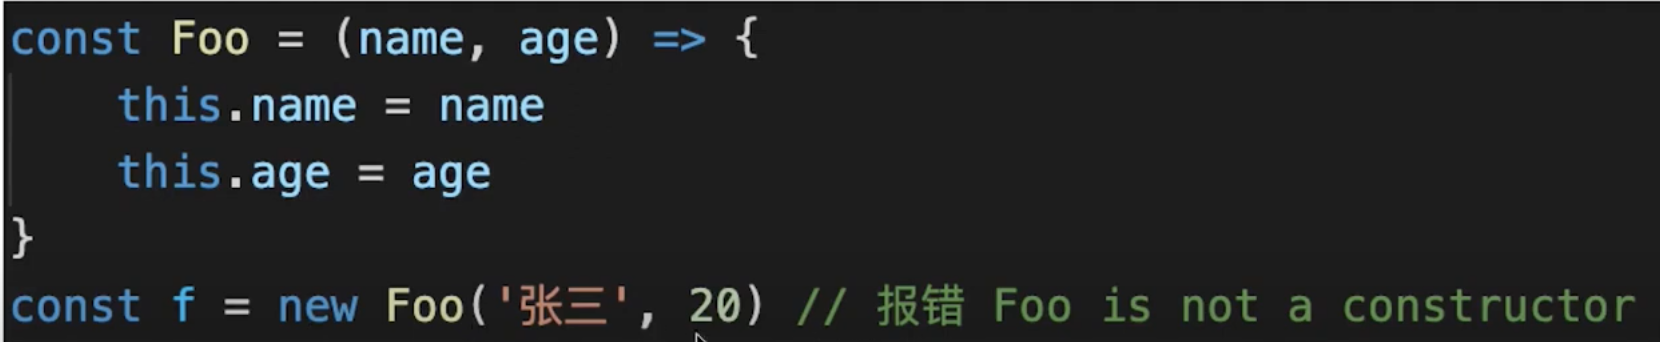 const Foo = (name, age) => {
    this.name = name
    this.age = age
}
const f = new Foo('张三', 20) // 报错 Foo is not a constructor